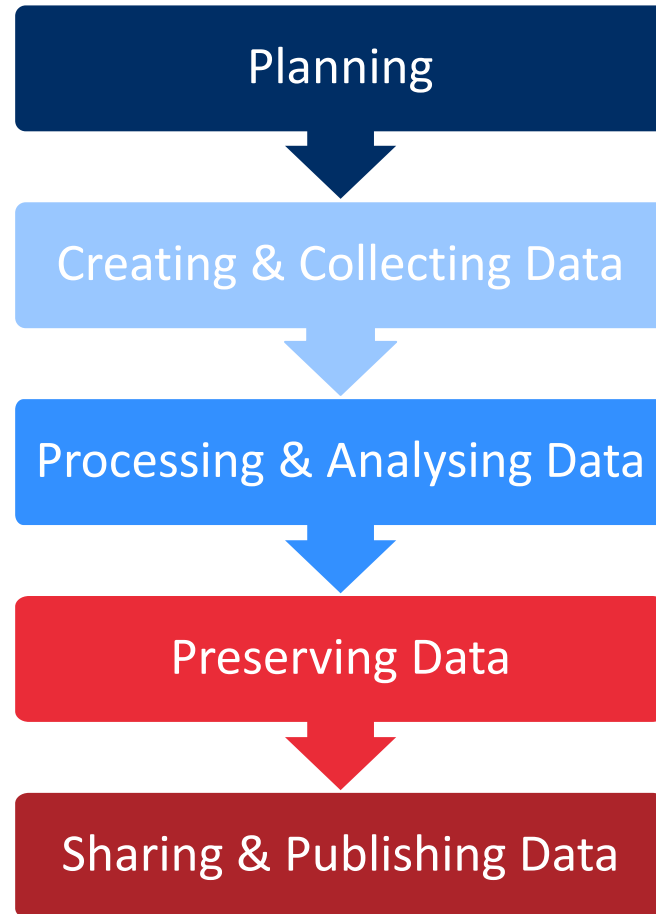 Planning
Creating & Collecting Data
Processing & Analysing Data
Preserving Data
Sharing & Publishing Data